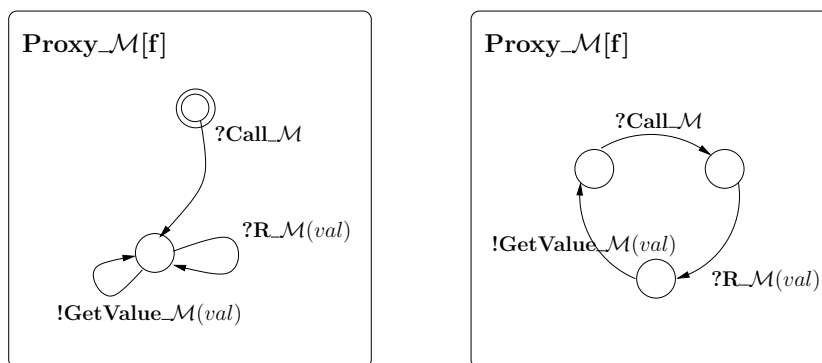 Proxy_ℳ[f]
?Call_ℳ
?R_ℳ(val)
!GetValue_ℳ(val)
Proxy_ℳ[f]
?Call_ℳ
!GetValue_ℳ(val)
?R_ℳ(val)